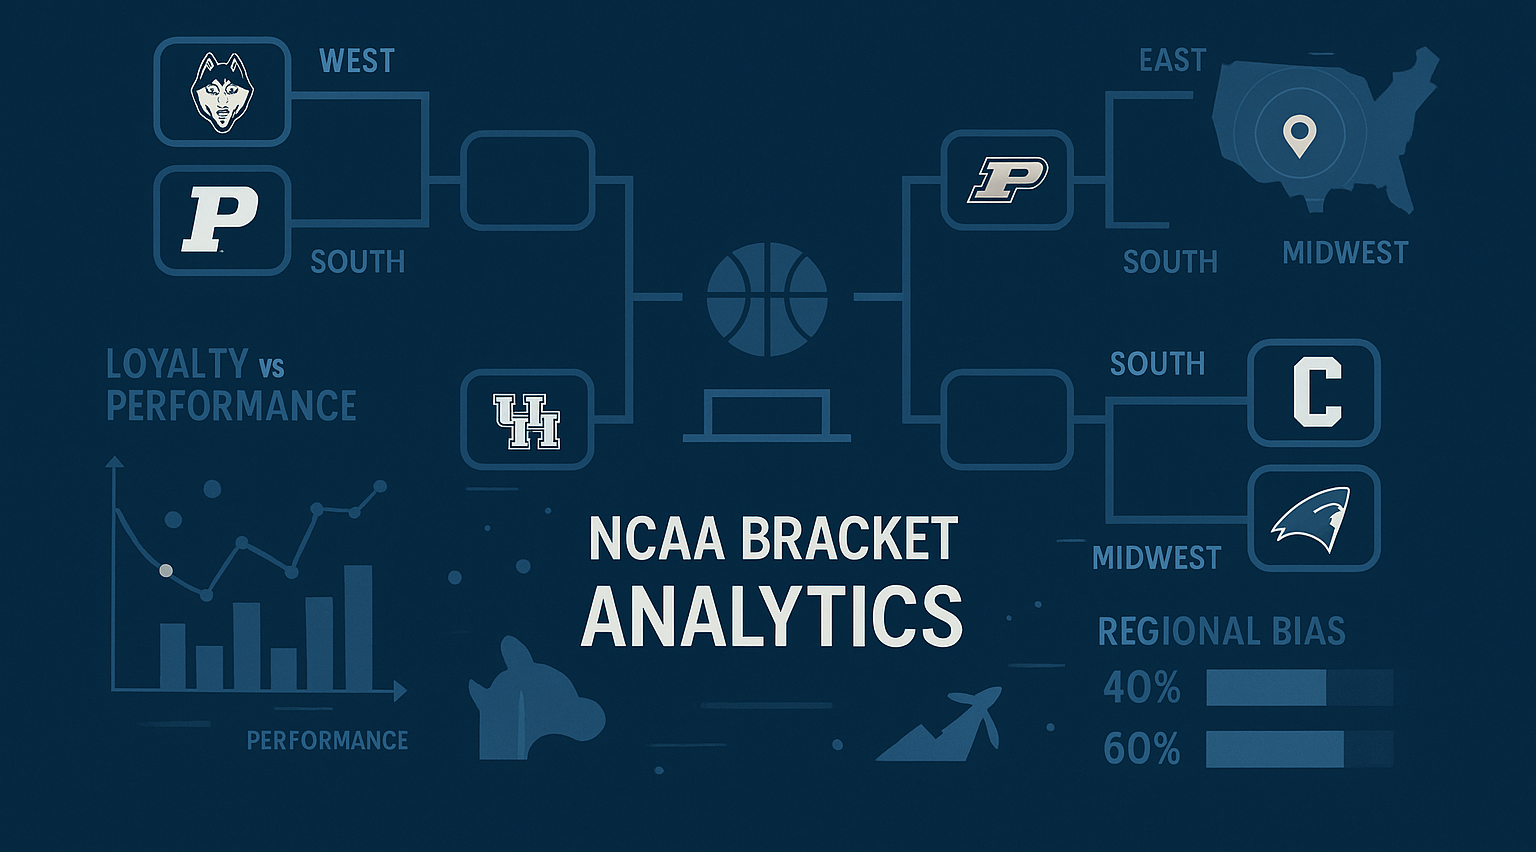 WEST
P
SOUTH
EAST
P
SOUTH
MIDWEST
LOYALTY vs
PERFORMANCE
UH
SOUTH
C
MIDWEST
NCAA BRACKET
ANALYTICS
PERFORMANCE
REGIONAL BIAS
40%
60%